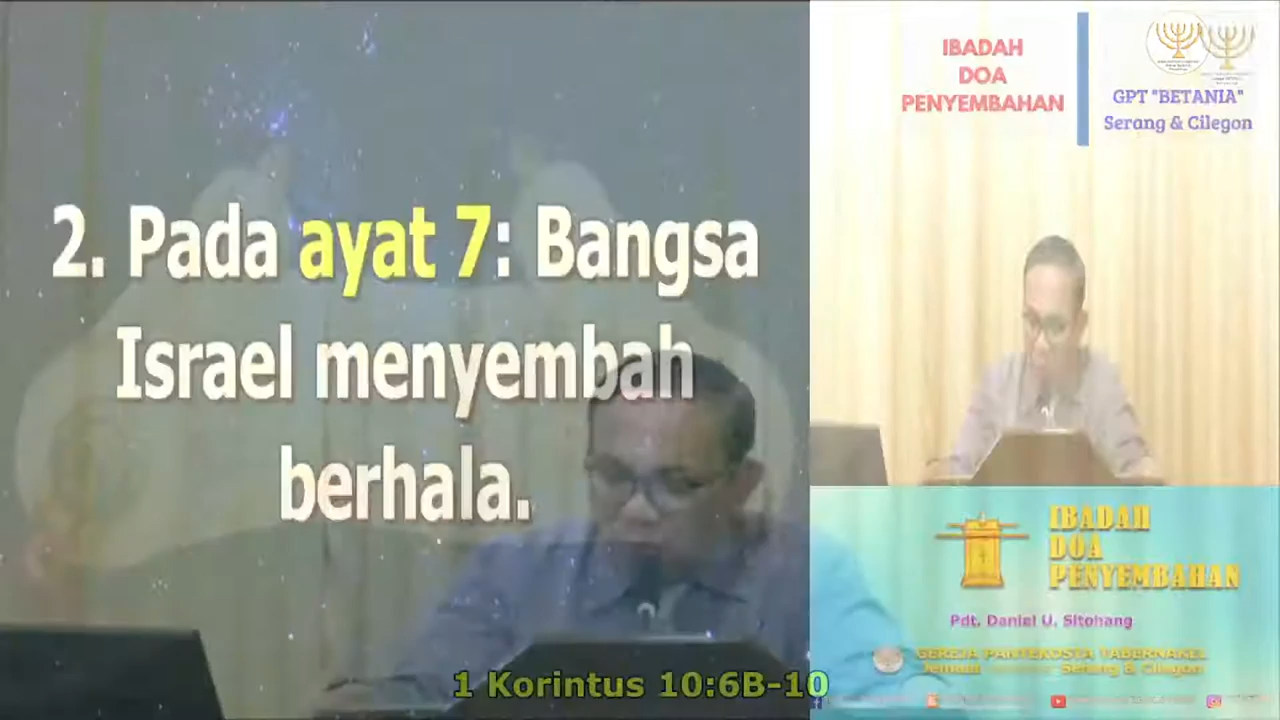 2. Pada ayat 7: Bangsa
Israel menyembah
berhala.
1 Korintus 10:6B-10
IBADAH
DOA
PENYEMBAHAN
GPT "BETANIA"
Serang & Cilegon
IBADAH
DOA
PENYEMBAHAN
Pdt. Daniel U. Sitohang
GEREJA PANTEKOSTA TABERNAKEL
Serang & Cilegon